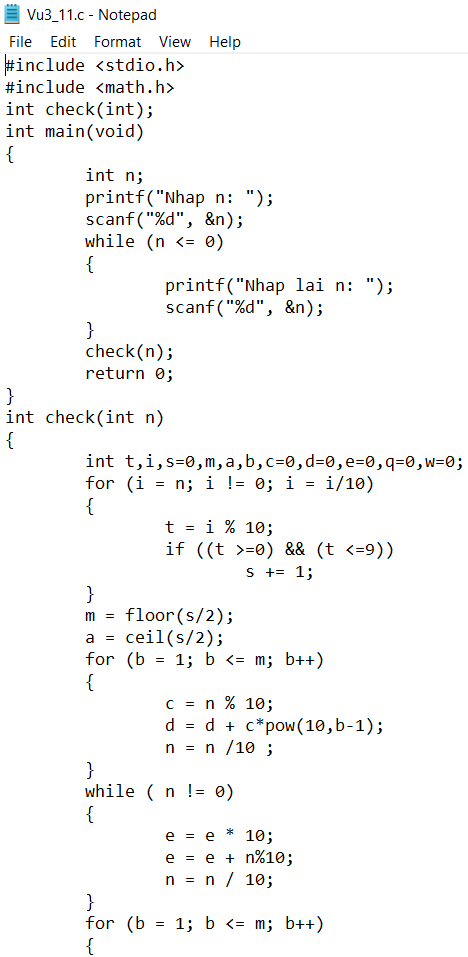 Vu3_11.c - Notepad
File Edit Format View Help
#include <stdio.h>
#include <math.h>
int check(int);
int main(void)
{
        int n;
        printf("Nhap n: ");
        scanf("%d", &n);
        while (n <= 0)
        {
                printf("Nhap lai n: ");
                scanf("%d", &n);
        }
        check(n);
        return 0;
}
int check(int n)
{
        int t,i,s=0,m,a,b,c=0,d=0,e=0,q=0,w=0;
        for (i = n; i != 0; i = i/10)
        {
                t = i % 10;
                if ((t >=0) && (t <=9))
                        s += 1;
        }
        m = floor(s/2);
        a = ceil(s/2);
        for (b = 1; b <= m; b++)
        {
                c = n % 10;
                d = d + c*pow(10,b-1);
                n = n /10 ;
        }
        while ( n != 0)
        {
                e = e * 10;
                e = e + n%10;
                n = n / 10;
        }
        for (b = 1; b <= m; b++)
        {